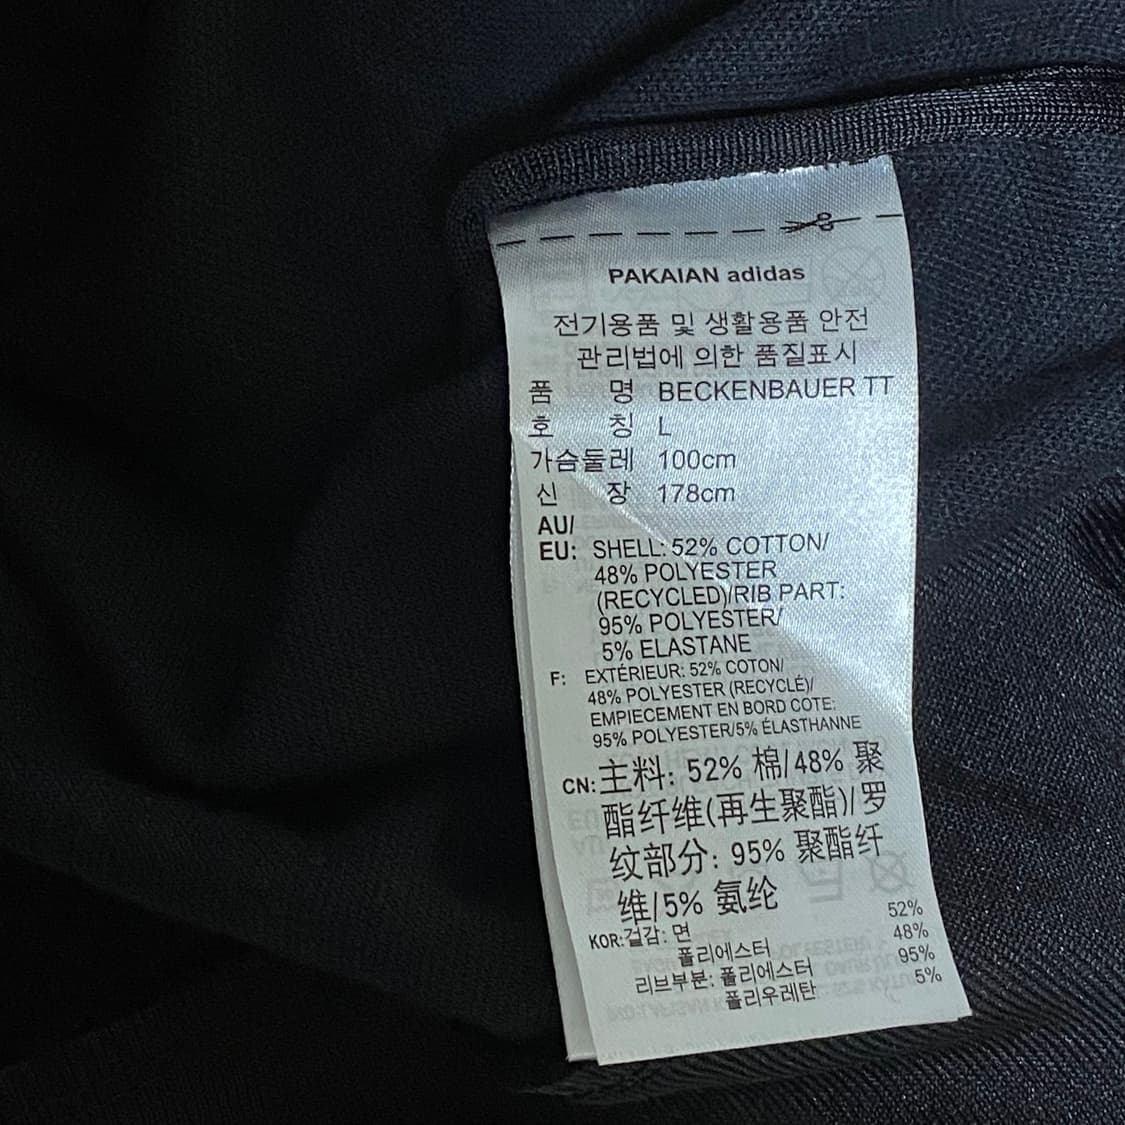 PAKAIAN adidas
전기용품 및 생활용품 안전
관리법에 의한 품질표시
품 명 BECKENBAUER TT
호 칭 L
가슴둘레 100cm
신 장 178cm
AU/
EU: SHELL: 52% COTTON/
48% POLYESTER
(RECYCLED)/RIB PART:
95% POLYESTER/
5% ELASTANE
F: EXTÉRIEUR: 52% COTON/
48% POLYESTER (RECYCLÉ)/
EMPIECEMENT EN BORD COTE:
95% POLYESTER/5% ÉLASTHANNE
CN: 主料: 52% 棉/48% 聚
酯纤维(再生聚酯)/罗
纹部分: 95% 聚酯纤
维/5% 氨纶
KOR:겉감: 면 52%
폴리에스터 48%
리브부분: 폴리에스터 95%
폴리우레탄 5%